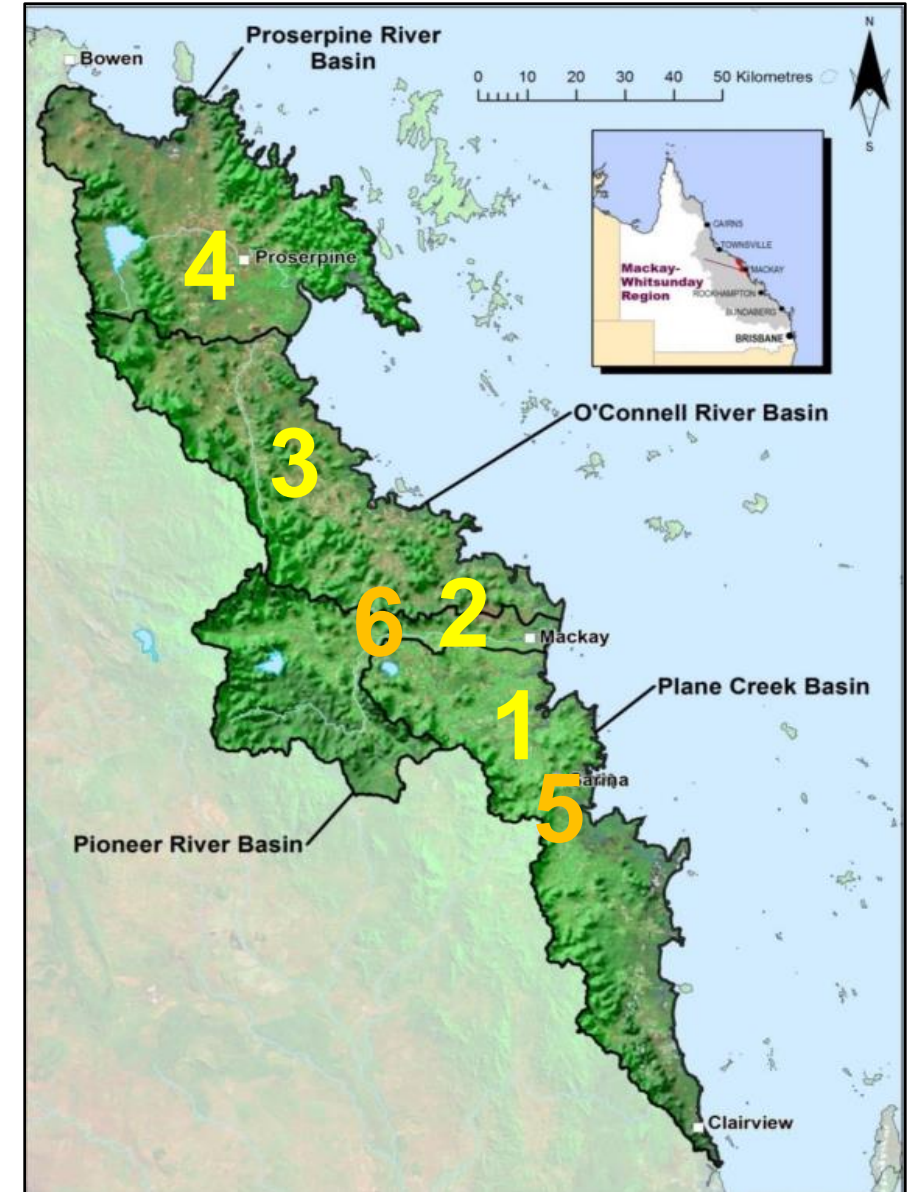 Proserpine River
Basin
Bowen
0 10 20 30 40 50 Kilometres
N
S
CAIRNS
TOWNSVILLE
Mackay-
Whitsunday
Region
MACKAY
ROCKHAMPTON
BUNDABERG
BRISBANE
4
Proserpine
O'Connell River Basin
3
6
2
Mackay
Plane Creek Basin
1
5
Pioneer River Basin
Clairview